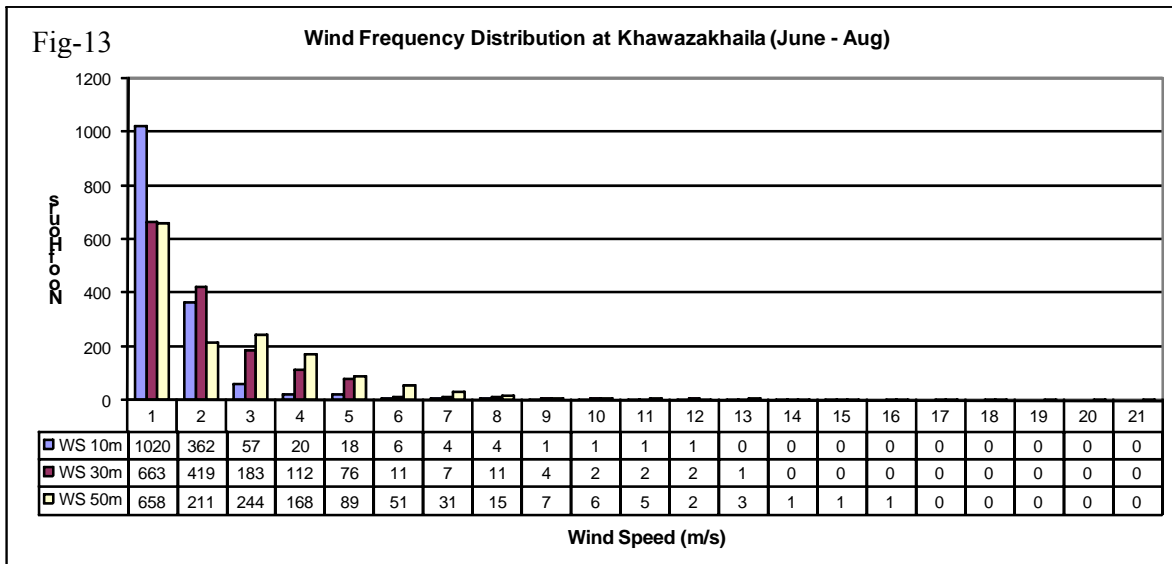 Fig-13
Wind Frequency Distribution at Khawazakhaila (June - Aug)
No of Hours
1200
1000
800
600
400
200
0
1 2 3 4 5 6 7 8 9 10 11 12 13 14 15 16 17 18 19 20 21
WS 10m 1020 362 57 20 18 6 4 4 1 1 1 1 0 0 0 0 0 0 0 0 0
WS 30m 663 419 183 112 76 11 7 11 4 2 2 2 1 0 0 0 0 0 0 0 0
WS 50m 658 211 244 168 89 51 31 15 7 6 5 2 3 1 1 1 0 0 0 0 0
Wind Speed (m/s)